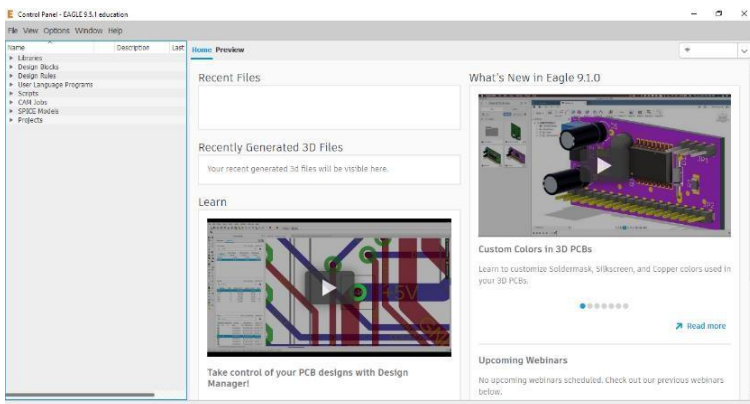 Control Panel - EAGLE 9.5.1 education
File View Options Window Help
Name Description Last
Libraries
Design Blocks
Design Rules
User Language Programs
Scripts
CAM Jobs
SPICE Models
Projects
Home Preview
Recent Files
Recently Generated 3D Files
Your recent generated 3d files will be visible here.
Learn
+5V
Take control of your PCB designs with Design
Manager!
What's New in Eagle 9.1.0
JP1
JP2
Custom Colors in 3D PCBs
Learn to customize Soldermask, Silkscreen, and Copper colors used in
your 3D PCBs.
Read more
Upcoming Webinars
No upcoming webinars scheduled. Check out our previous webinars
below.